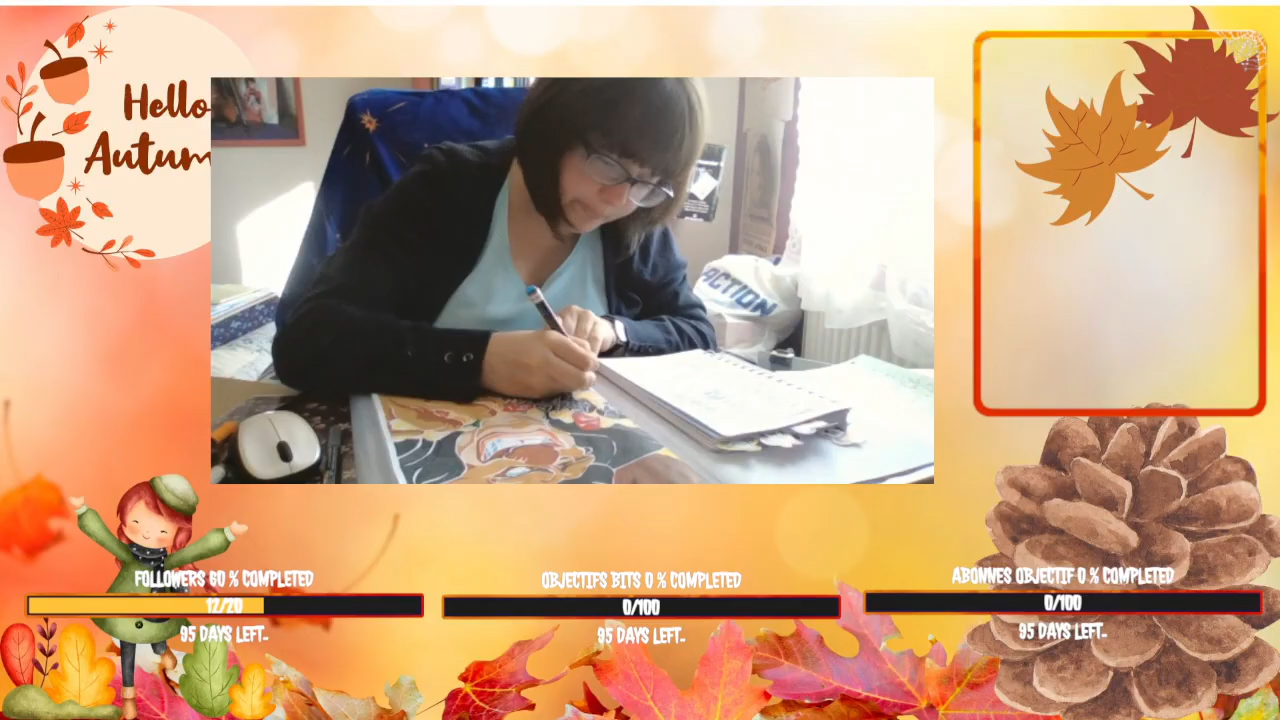 Hello
Autum
ACTION
FOLLOWERS 60 % COMPLETED
12/20
95 DAYS LEFT-
OBJECTIFS BITS 0 % COMPLETED
0/100
95 DAYS LEFT-
ABONNES OBJECTIF 0 % COMPLETED
0/100
95 DAYS LEFT-